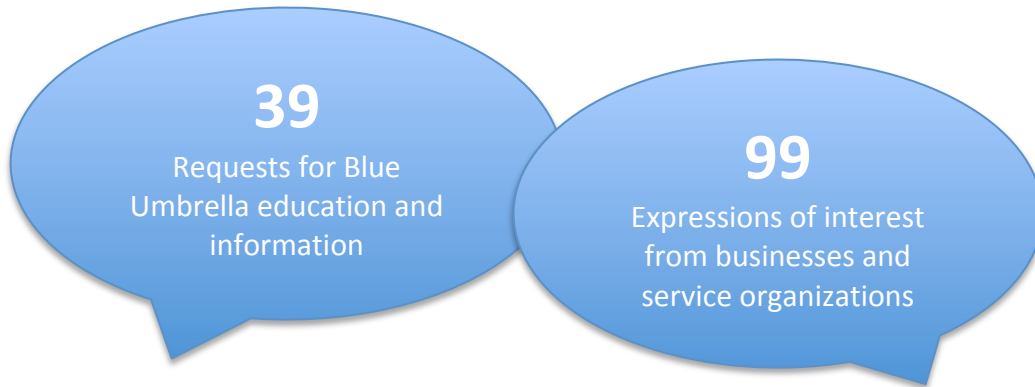 39
Requests for Blue
Umbrella education and
information
99
Expressions of interest
from businesses and
service organizations